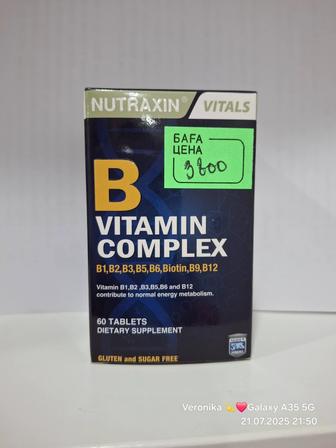 NUTRAXIN® VITALS
БАҒА
ЦЕНА
3800
B
VITAMIN
COMPLEX
B1,B2,B3,B5,B6,Biotin,B9,B12
Vitamin B1,B2 ,B3,B5,B6 and B12
contribute to normal energy metabolism.
60 TABLETS
DIETARY SUPPLEMENT
GLUTEN and SUGAR FREE
Veronika 💫❤️Galaxy A35 5G
21.07.2025 21:50